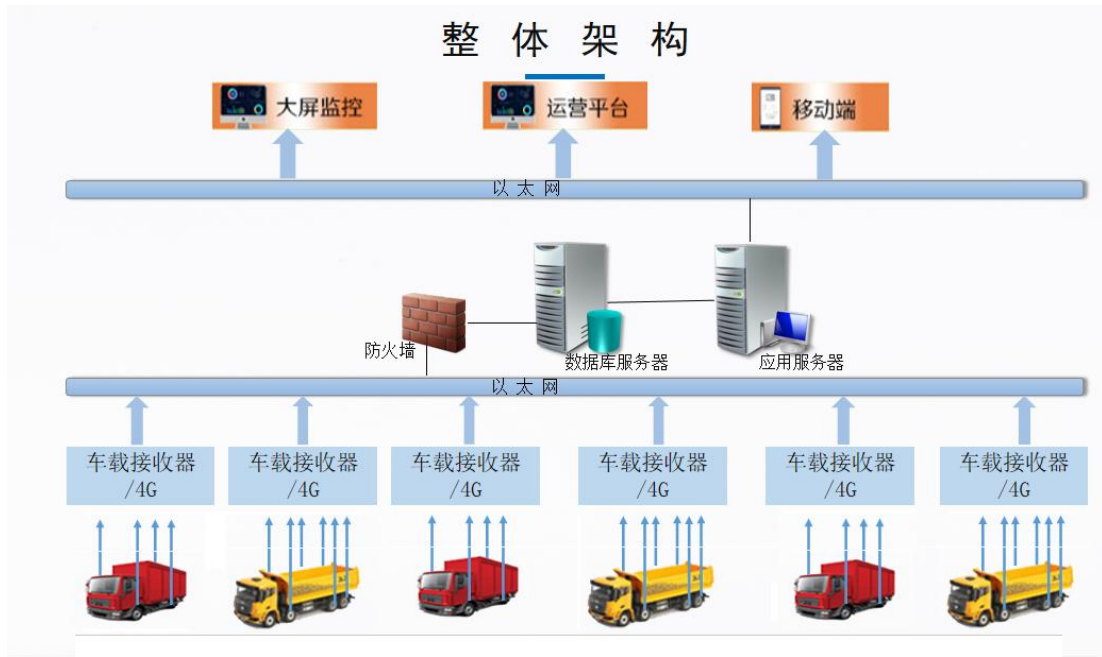 整体架构
大屏监控
运营平台
移动端
以太网
防火墙
数据库服务器
应用服务器
以太网
车载接收器
/4G
车载接收器
/4G
车载接收器
/4G
车载接收器
/4G
车载接收器
/4G
车载接收器
/4G